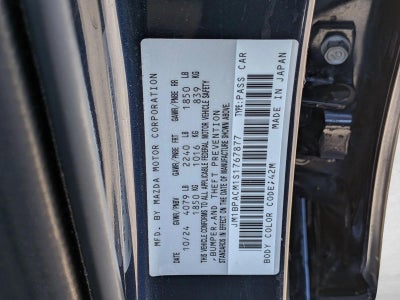 MFD. BY MAZDA MOTOR CORPORATION
10/24 GVWR/PNBV GAWR/PNBE FRT GAWR/PNBE RR
4079 LB 2240 LB 1850 LB
1850 KG 1016 KG 839 KG
THIS VEHICLE CONFORMS TO ALL APPLICABLE FEDERAL MOTOR VEHICLE SAFETY
, BUMPER, AND THEFT PREVENTION
STANDARDS IN EFFECT ON THE DATE OF MANUFACTURE SHOWN ABOVE.
JM1BPACM1S1767877 TYPE:PASS CAR
BODY COLOR CODE:42M MADE IN JAPAN